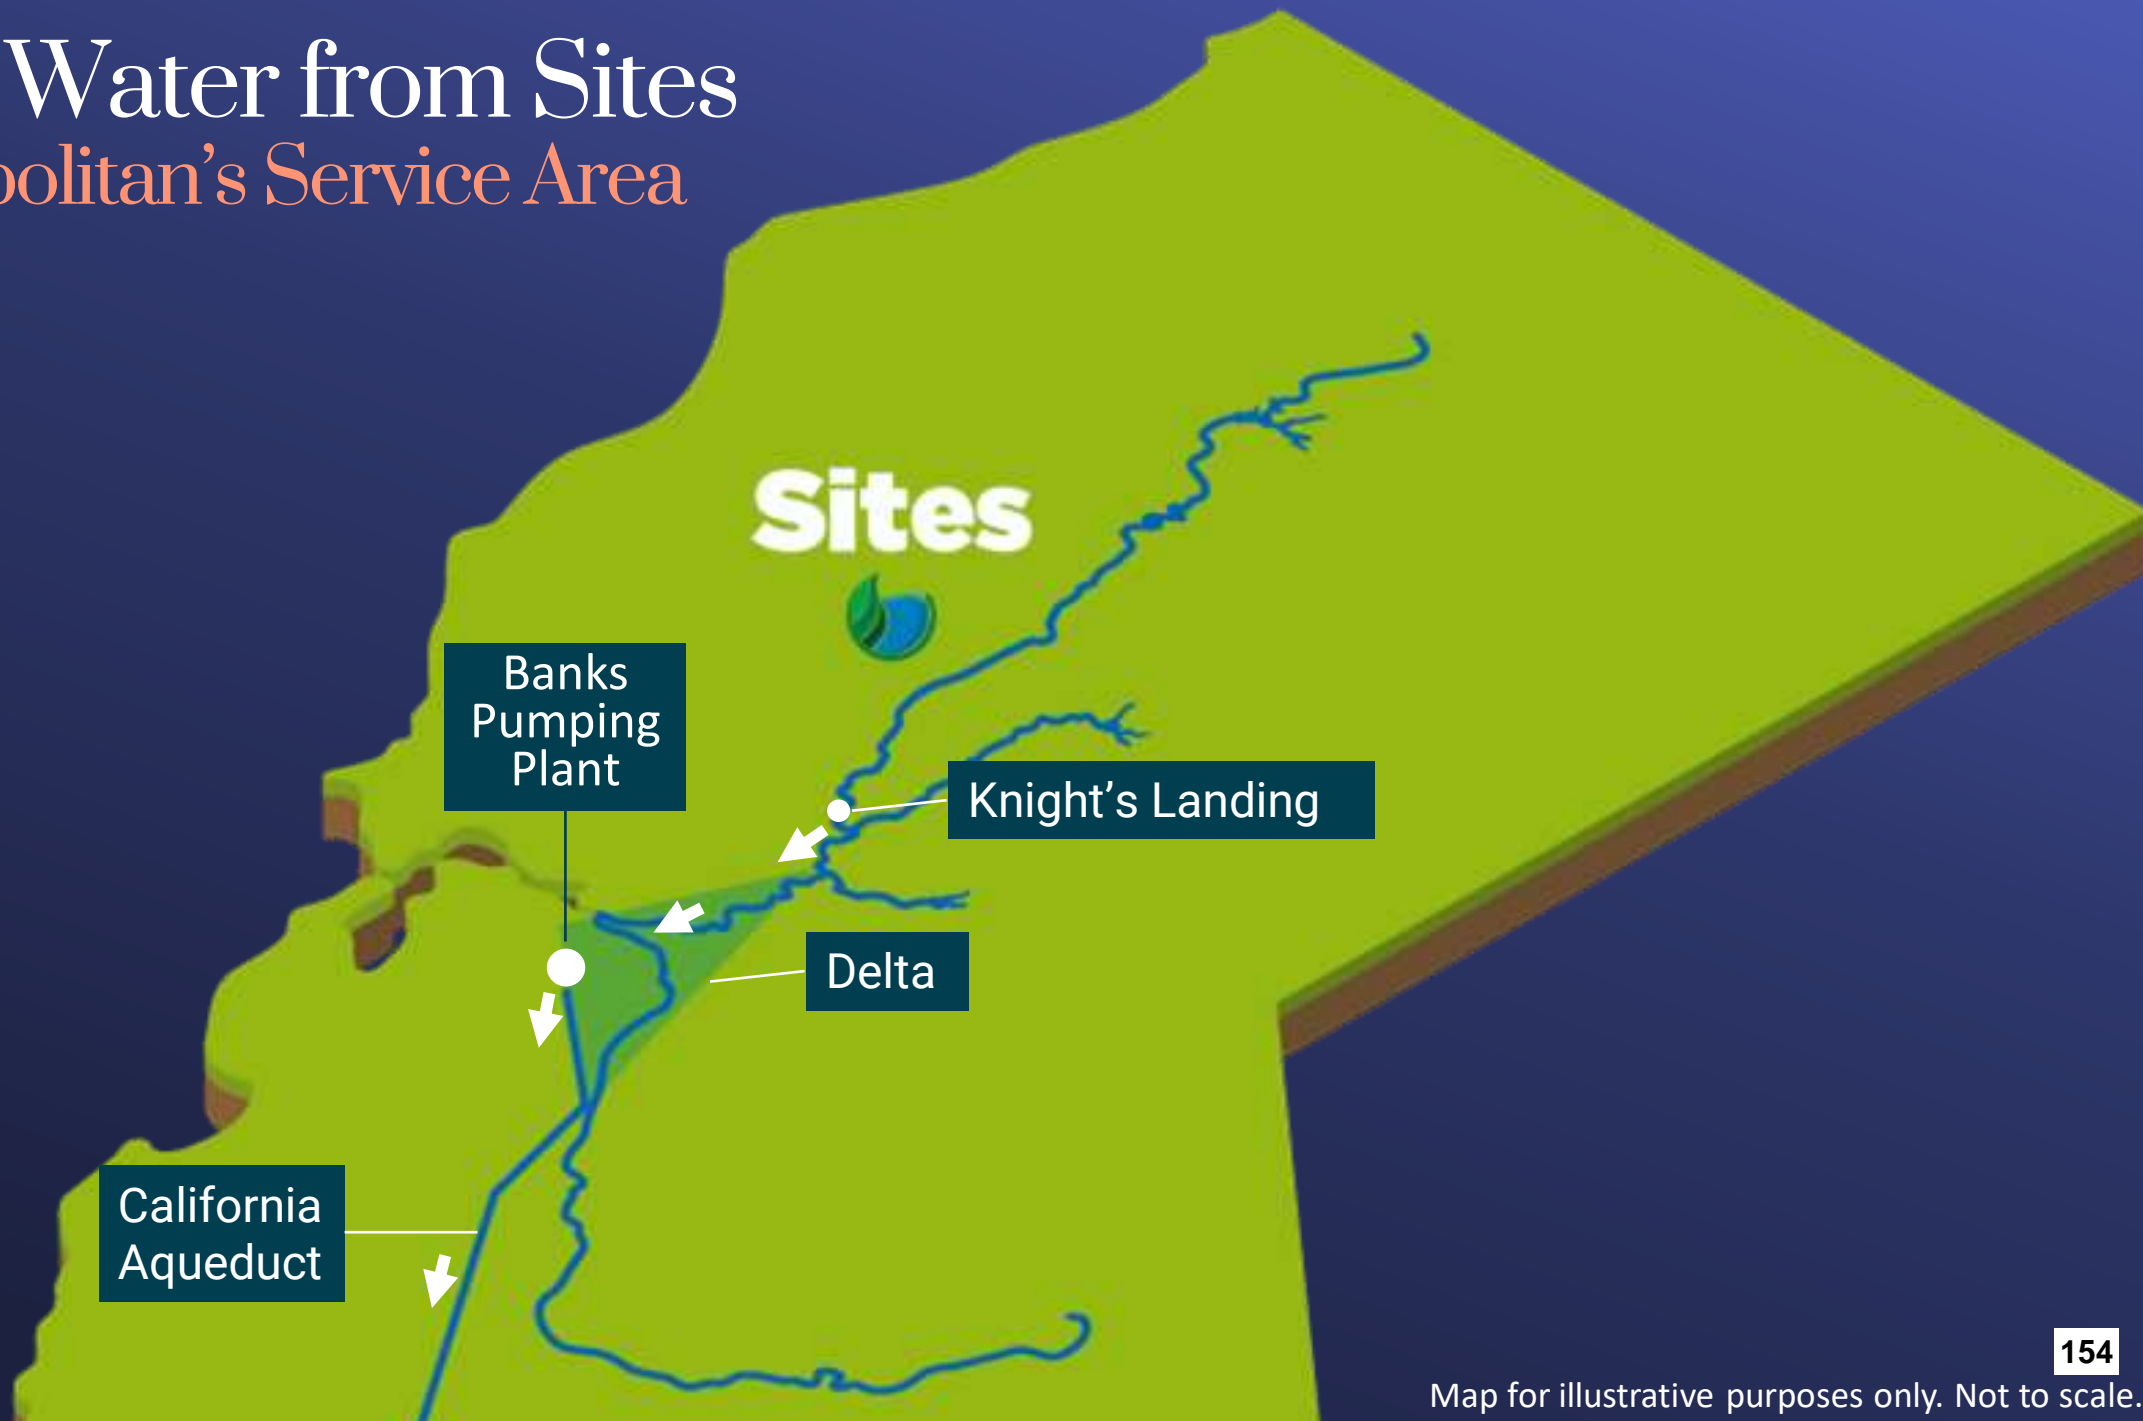 Water from Sites
politan's Service Area
Sites
Banks
Pumping
Plant
Knight's Landing
Delta
California
Aqueduct
154
Map for illustrative purposes only. Not to scale.